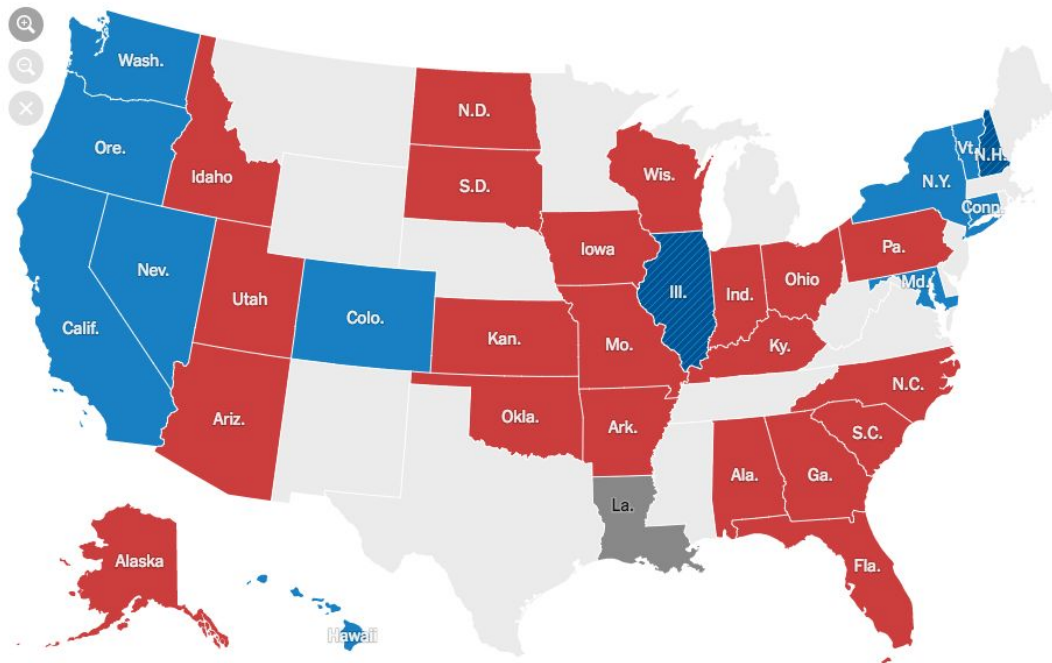 Wash.
N.D.
Ore.
Idaho
S.D.
Wis.
Vt.
N.H.
N.Y.
Conn.
Nev.
Iowa
Pa.
Utah
Colo.
Ill.
Ind.
Ohio
Md.
Calif.
Kan.
Mo.
Ky.
Ariz.
Okla.
Ark.
N.C.
S.C.
Ala.
Ga.
La.
Alaska
Fla.
Hawaii